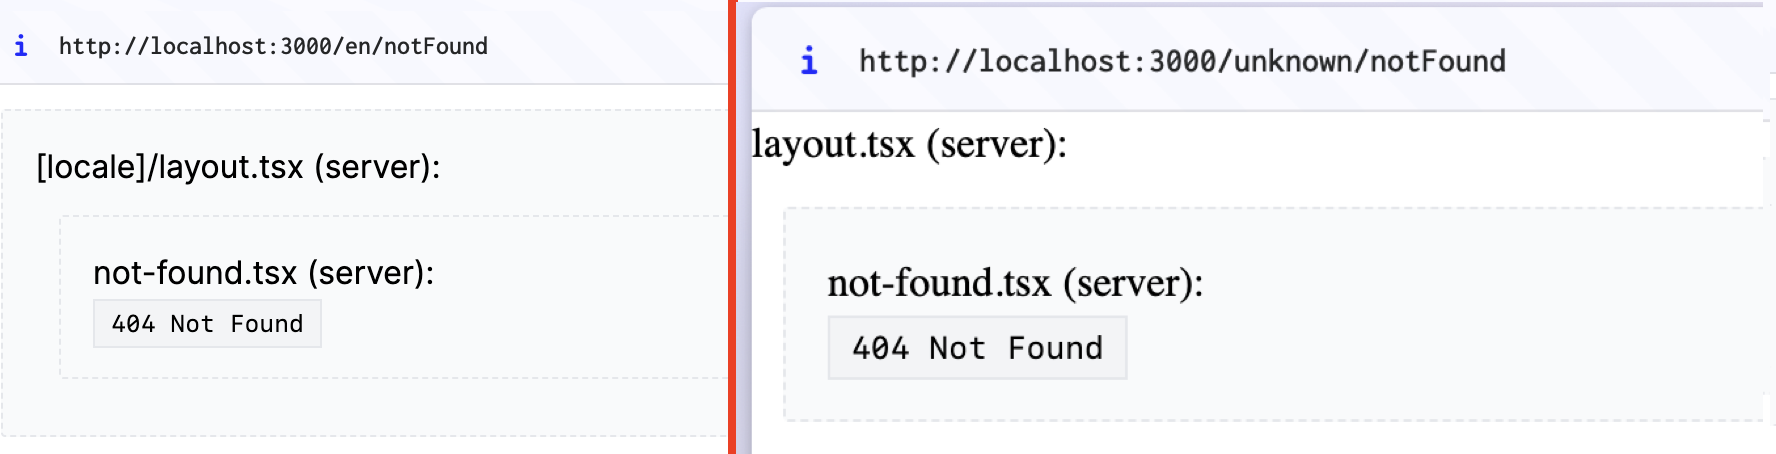 i http://localhost:3000/en/notFound
[locale]/layout.tsx (server):
not-found.tsx (server):
404 Not Found
i http://localhost:3000/unknown/notFound
layout.tsx (server):
not-found.tsx (server):
404 Not Found